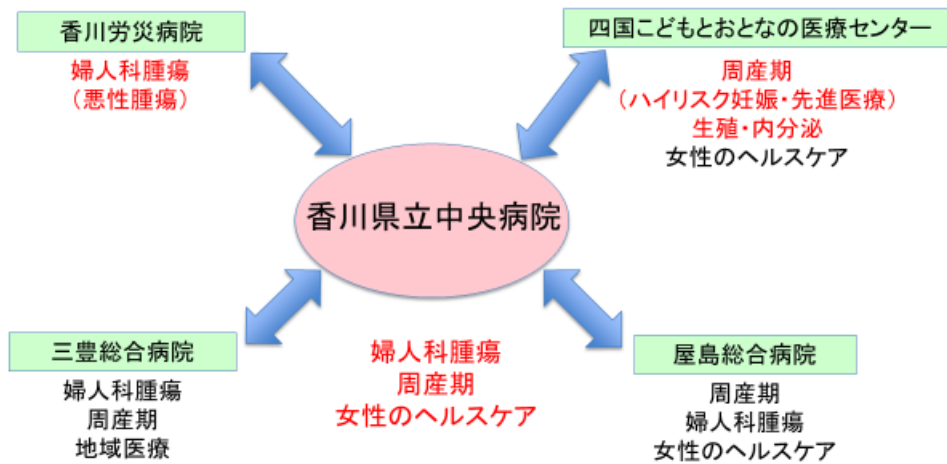 香川労災病院
婦人科腫瘍
（悪性腫瘍）
四国こどもとおとなの医療センター
周産期
（ハイリスク妊娠・先進医療）
生殖・内分泌
女性のヘルスケア
香川県立中央病院
婦人科腫瘍
周産期
女性のヘルスケア
三豊総合病院
婦人科腫瘍
周産期
地域医療
屋島総合病院
周産期
婦人科腫瘍
女性のヘルスケア